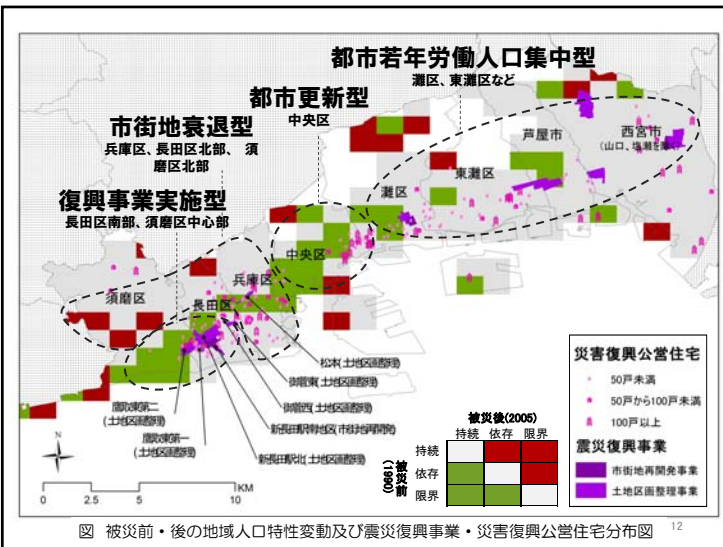 都市若年労働人口集中型
灘区、東灘区など
都市更新型
中央区
市街地衰退型
兵庫区、長田区北部、 須
磨区北部
復興事業実施型
長田区南部、須磨区中心部
西宮市
(山口、塩瀬を除く)
芦屋市
東灘区
灘区
中央区
兵庫区
長田区
須磨区
松本(土地区画整理)
御菅東(土地区画整理)
御菅西(土地区画整理)
新長田駅南地区(市街地再開発)
新長田駅北(土地区画整理)
鷹取東第二
(土地区画整理)
鷹取東第一
(土地区画整理)
N
0 2.5 5 10
KM
被災後(2005)
持続 依存 限界
被災前
(1990)
持続
依存
限界
災害復興公営住宅
50戸未満
50戸から100戸未満
100戸以上
震災復興事業
市街地再開発事業
土地区画整理事業
図 被災前・後の地域人口特性変動及び震災復興事業・災害復興公営住宅分布図
12